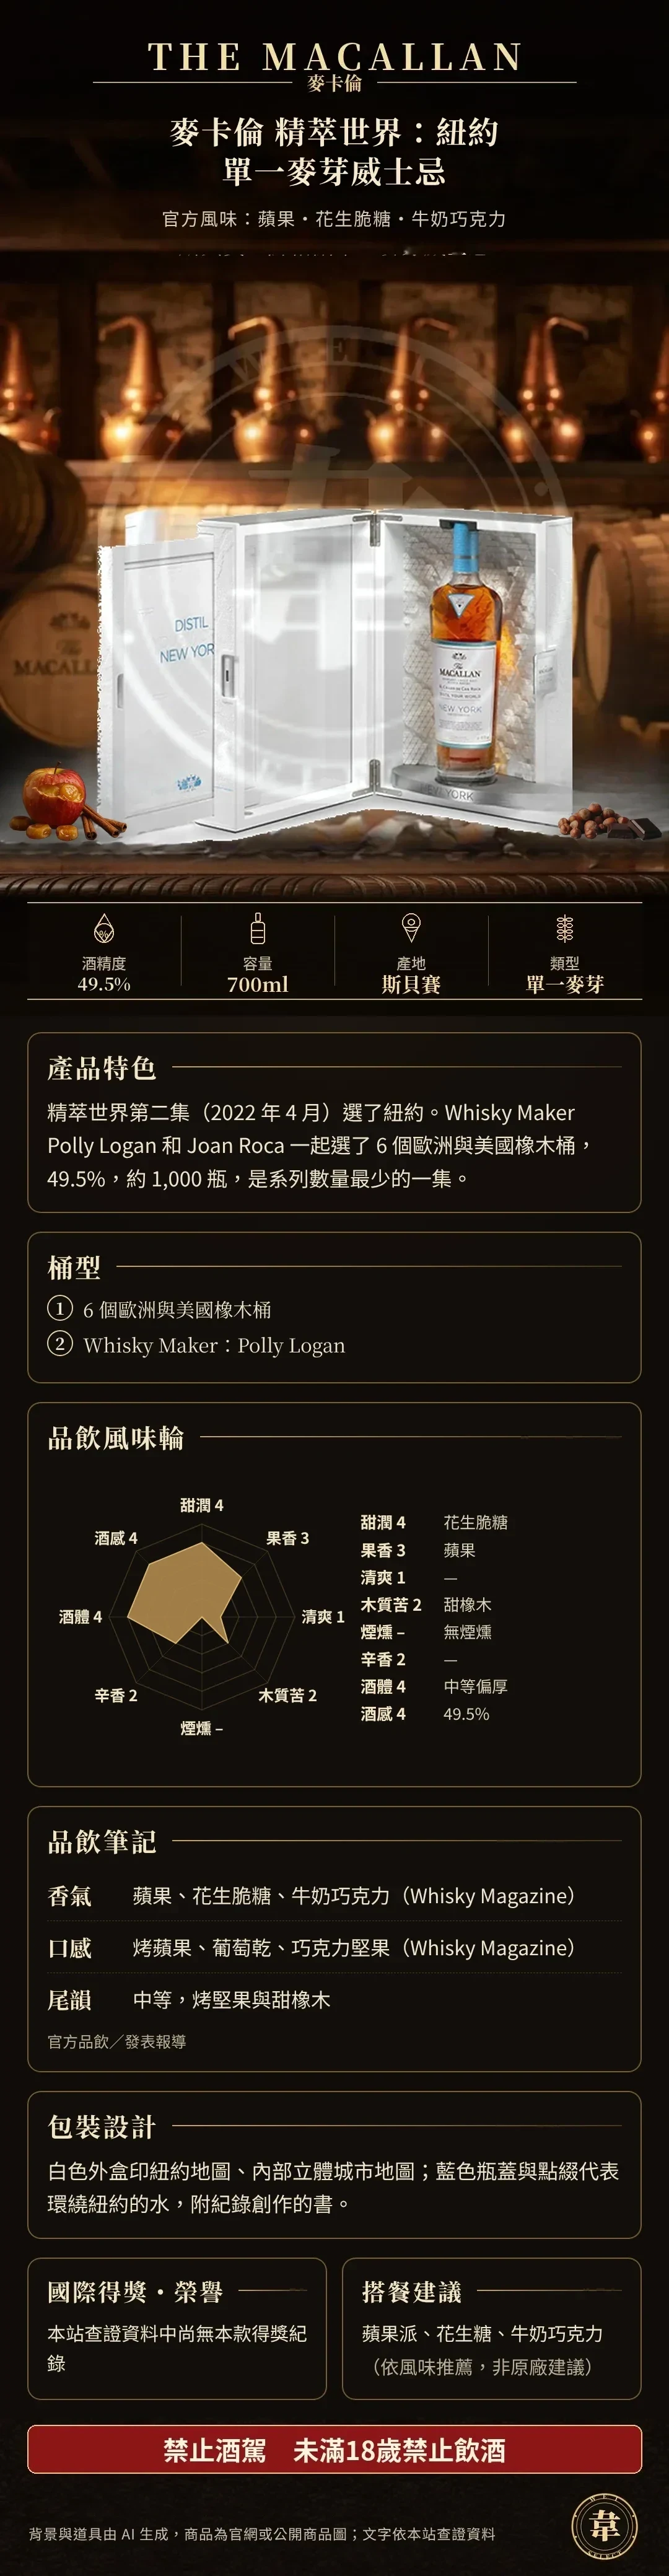 THE MACALLAN
麥卡倫
麥卡倫 精萃世界：紐約
單一麥芽威士忌
官方風味：蘋果・花生脆糖・牛奶巧克力
DISTIL
NEW YOR
The
MACALLAN
NEW YORK
NEW YORK
The
MACALL
酒精度
49.5%
容量
700ml
產地
斯貝賽
類型
單一麥芽
產品特色
精萃世界第二集（2022 年 4 月）選了紐約。Whisky Maker
Polly Logan 和 Joan Roca 一起選了 6 個歐洲與美國橡木桶，
49.5%，約 1,000 瓶，是系列數量最少的一集。
桶型
1 6 個歐洲與美國橡木桶
2 Whisky Maker：Polly Logan
品飲風味輪
甜潤 4
果香 3
清爽 1
木質苦 2
煙燻 –
辛香 2
酒體 4
酒感 4
甜潤 4 花生脆糖
果香 3 蘋果
清爽 1 —
木質苦 2 甜橡木
煙燻 – 無煙燻
辛香 2 —
酒體 4 中等偏厚
酒感 4 49.5%
品飲筆記
香氣 蘋果、花生脆糖、牛奶巧克力（Whisky Magazine）
口感 烤蘋果、葡萄乾、巧克力堅果（Whisky Magazine）
尾韻 中等，烤堅果與甜橡木
官方品飲／發表報導
包裝設計
白色外盒印紐約地圖、內部立體城市地圖；藍色瓶蓋與點綴代表
環繞紐約的水，附紀錄創作的書。
國際得獎・榮譽
本站查證資料中尚無本款得獎紀
錄
搭餐建議
蘋果派、花生糖、牛奶巧克力
（依風味推薦，非原廠建議）
禁止酒駕 未滿18歲禁止飲酒
背景與道具由 AI 生成，商品為官網或公開商品圖；文字依本站查證資料
WEI
韋